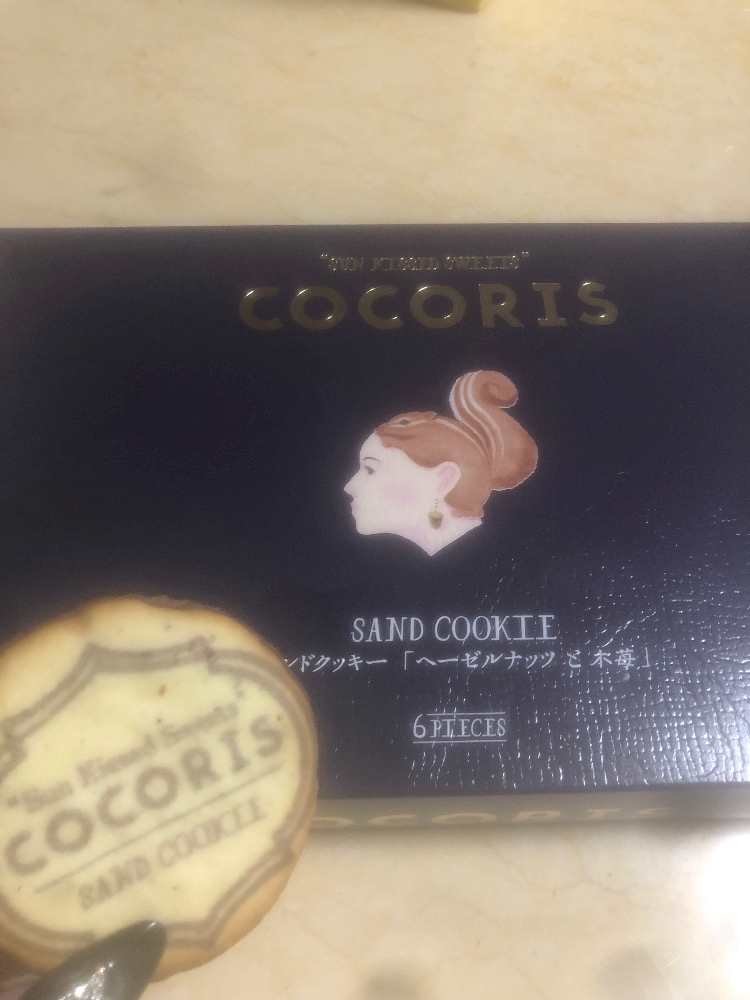 "SUN KISSED SWEETS"
COCORIS
SAND COOKIE
ンドクッキー「ヘーゼルナッツ と 木苺」
6 PIECES
"Sun Kissed Sweets"
COCORIS
SAND COOKIE